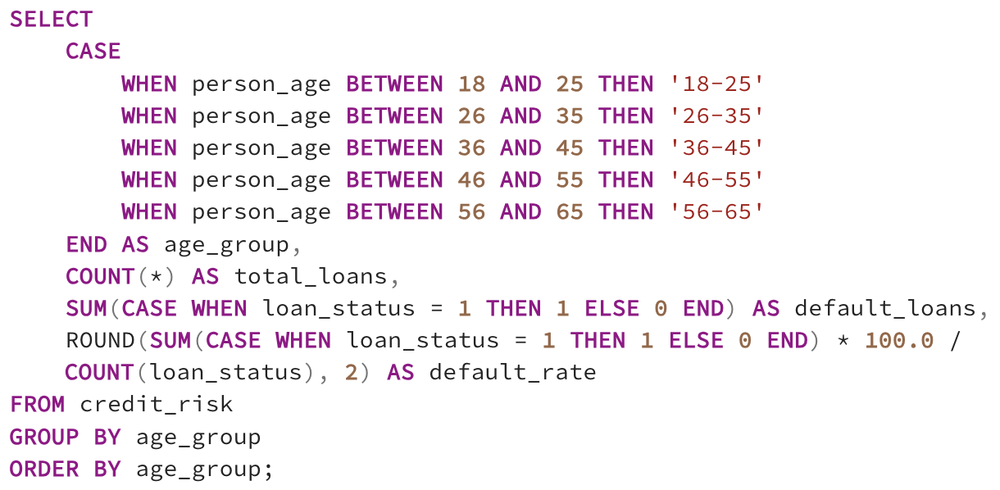 SELECT
    CASE
        WHEN person_age BETWEEN 18 AND 25 THEN '18-25'
        WHEN person_age BETWEEN 26 AND 35 THEN '26-35'
        WHEN person_age BETWEEN 36 AND 45 THEN '36-45'
        WHEN person_age BETWEEN 46 AND 55 THEN '46-55'
        WHEN person_age BETWEEN 56 AND 65 THEN '56-65'
    END AS age_group,
    COUNT(*) AS total_loans,
    SUM(CASE WHEN loan_status = 1 THEN 1 ELSE 0 END) AS default_loans,
    ROUND(SUM(CASE WHEN loan_status = 1 THEN 1 ELSE 0 END) * 100.0 /
    COUNT(loan_status), 2) AS default_rate
FROM credit_risk
GROUP BY age_group
ORDER BY age_group;